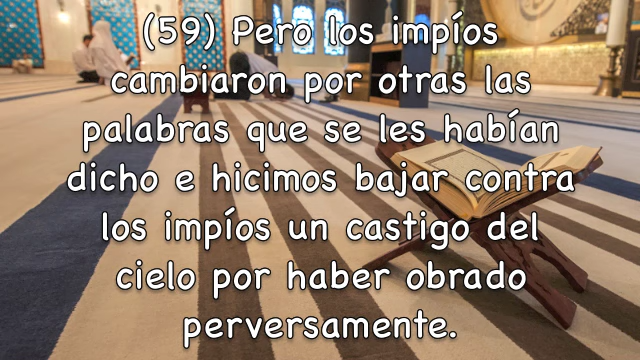 (59) Pero los impíos
cambiaron por otras las
palabras que se les habían
dicho e hicimos bajar contra
los impíos un castigo del
cielo por haber obrado
perversamente.